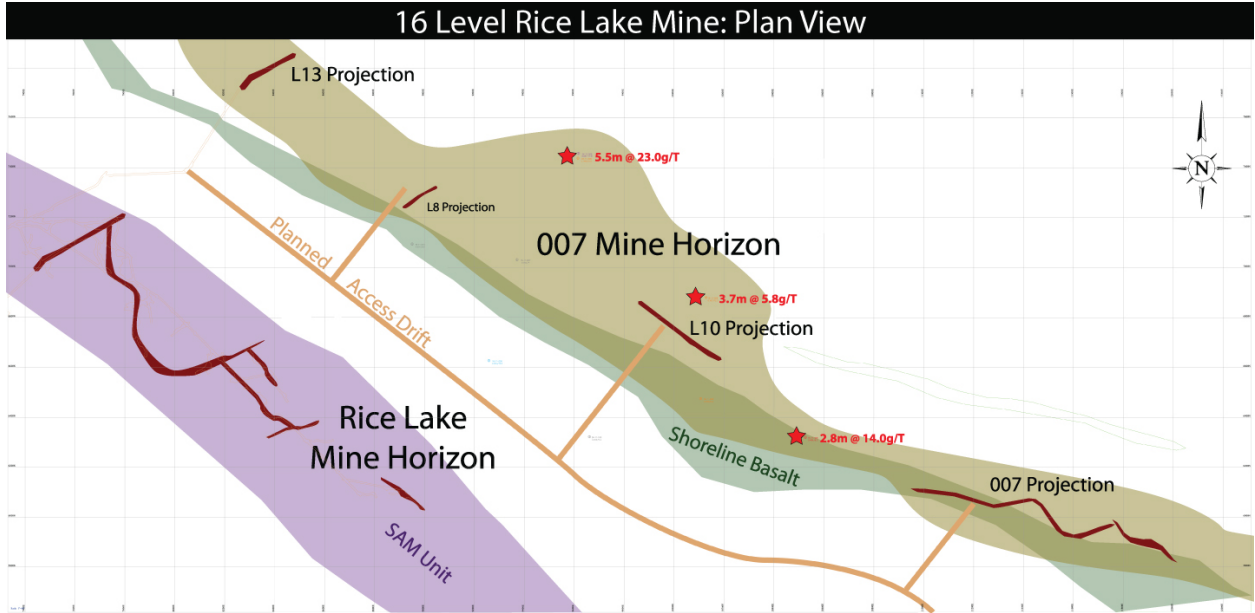 16 Level Rice Lake Mine: Plan View
L13 Projection
N
5.5m @ 23.0g/T
L8 Projection
Planned
Access Drift
007 Mine Horizon
3.7m @ 5.8g/T
L10 Projection
Rice Lake
Mine Horizon
Shoreline Basalt
2.8m @ 14.0g/T
007 Projection
SAM Unit